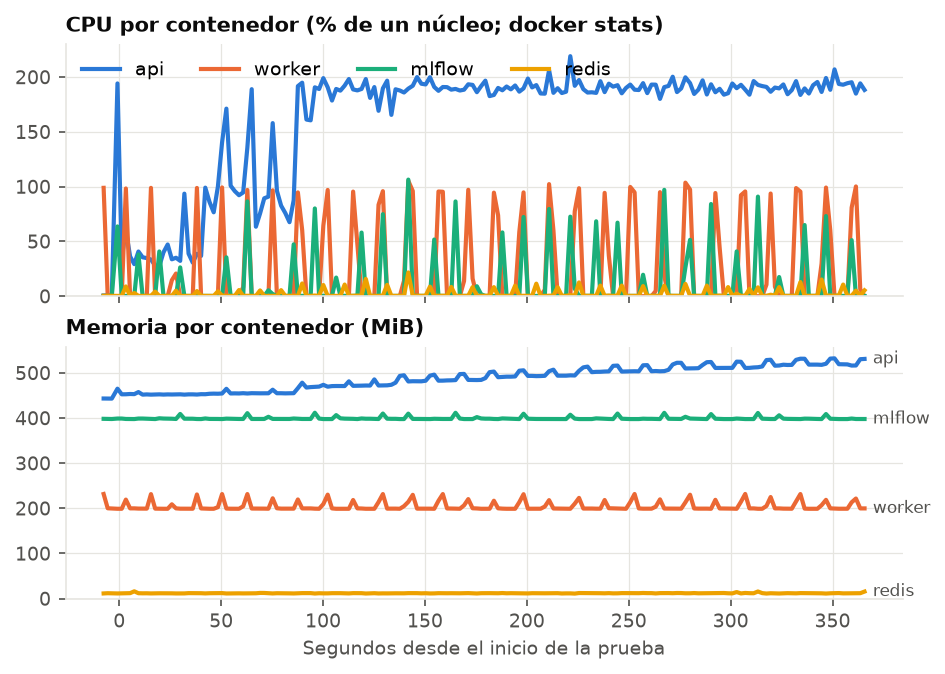 CPU por contenedor (% de un núcleo; docker stats)
api worker mlflow redis
200
150
100
50
0
Memoria por contenedor (MiB)
500
400
300
200
100
0
api
mlflow
worker
redis
0 50 100 150 200 250 300 350
Segundos desde el inicio de la prueba